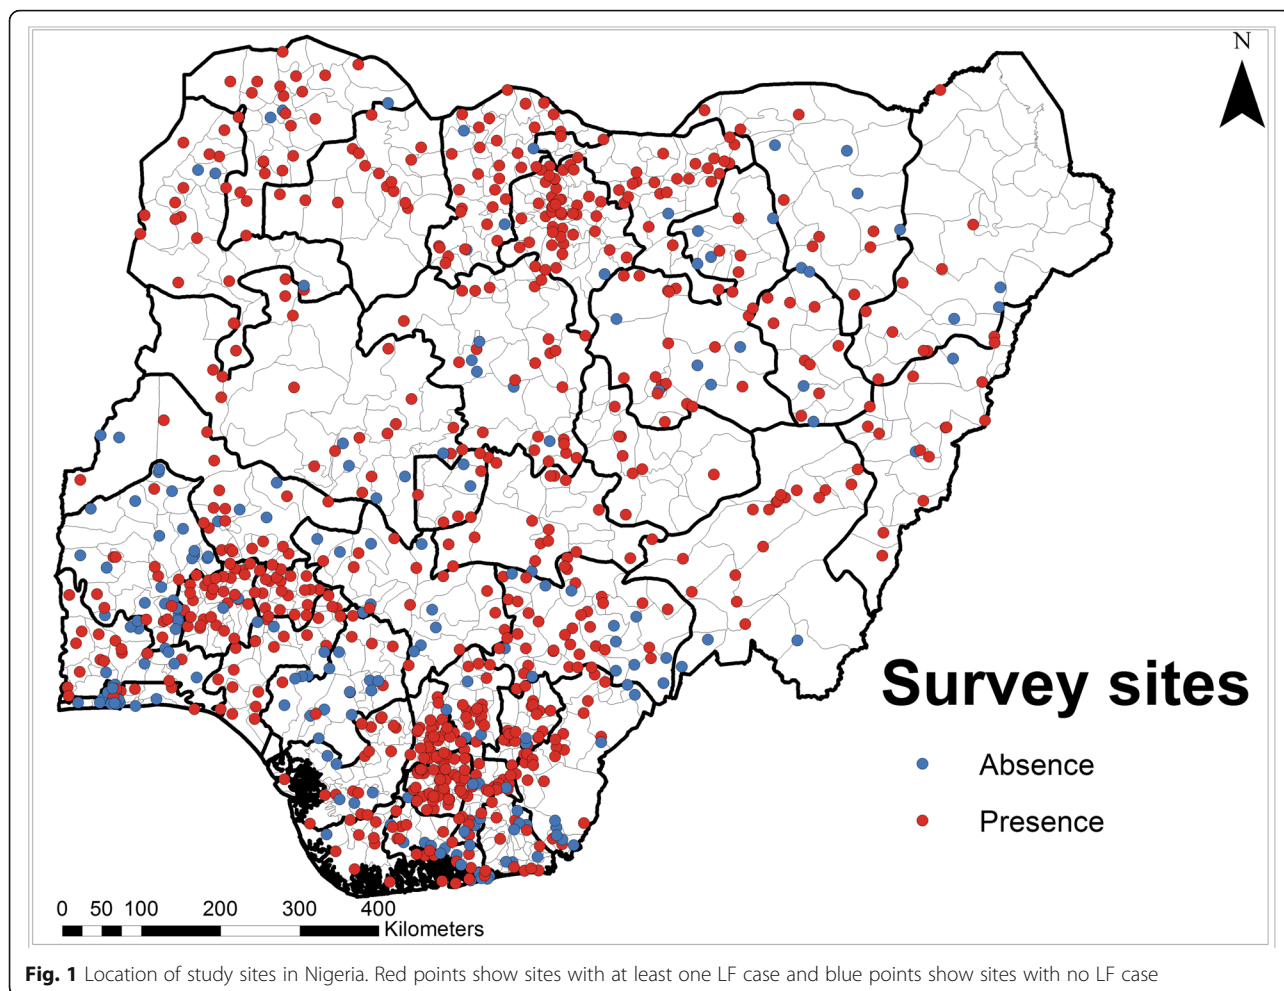 N
Survey sites
Absence
Presence
0 50 100 200 300 400
Kilometers
Fig. 1 Location of study sites in Nigeria. Red points show sites with at least one LF case and blue points show sites with no LF case